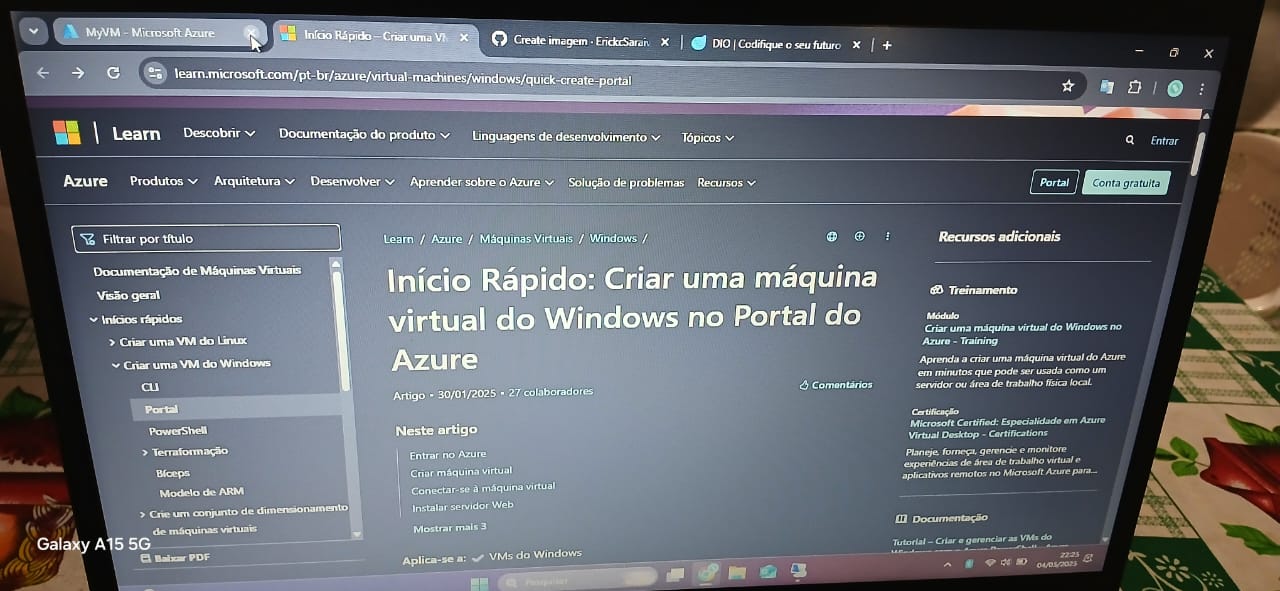 MyVM - Microsoft Azure
Início Rápido – Criar uma VM
Create imagem · ErickcSaraiv
DIO | Codifique o seu futuro
learn.microsoft.com/pt-br/azure/virtual-machines/windows/quick-create-portal
Learn Descobrir Documentação do produto Linguagens de desenvolvimento Tópicos Entrar
Azure Produtos Arquitetura Desenvolver Aprender sobre o Azure Solução de problemas Recursos Portal Conta gratuita
Filtrar por título
Documentação de Máquinas Virtuais
Visão geral
Inícios rápidos
Criar uma VM do Linux
Criar uma VM do Windows
CLI
Portal
PowerShell
Terraformação
Bíceps
Modelo de ARM
Crie um conjunto de dimensionamento
de máquinas virtuais
Baixar PDF
Learn / Azure / Máquinas Virtuais / Windows /
Início Rápido: Criar uma máquina
virtual do Windows no Portal do
Azure
Artigo • 30/01/2025 • 27 colaboradores
Comentários
Neste artigo
Entrar no Azure
Criar máquina virtual
Conectar-se à máquina virtual
Instalar servidor Web
Mostrar mais 3
Aplica-se a: ✔ VMs do Windows
Recursos adicionais
Treinamento
Módulo
Criar uma máquina virtual do Windows no
Azure - Training
Aprenda a criar uma máquina virtual do Azure
em minutos que pode ser usada como um
servidor ou área de trabalho física local.
Certificação
Microsoft Certified: Especialidade em Azure
Virtual Desktop - Certifications
Planeje, forneça, gerencie e monitore
experiências de área de trabalho virtual e
aplicativos remotos no Microsoft Azure para...
Documentação
Tutorial – Criar e gerenciar as VMs do
Pesquisar
22:25
04/05/2025
Galaxy A15 5G